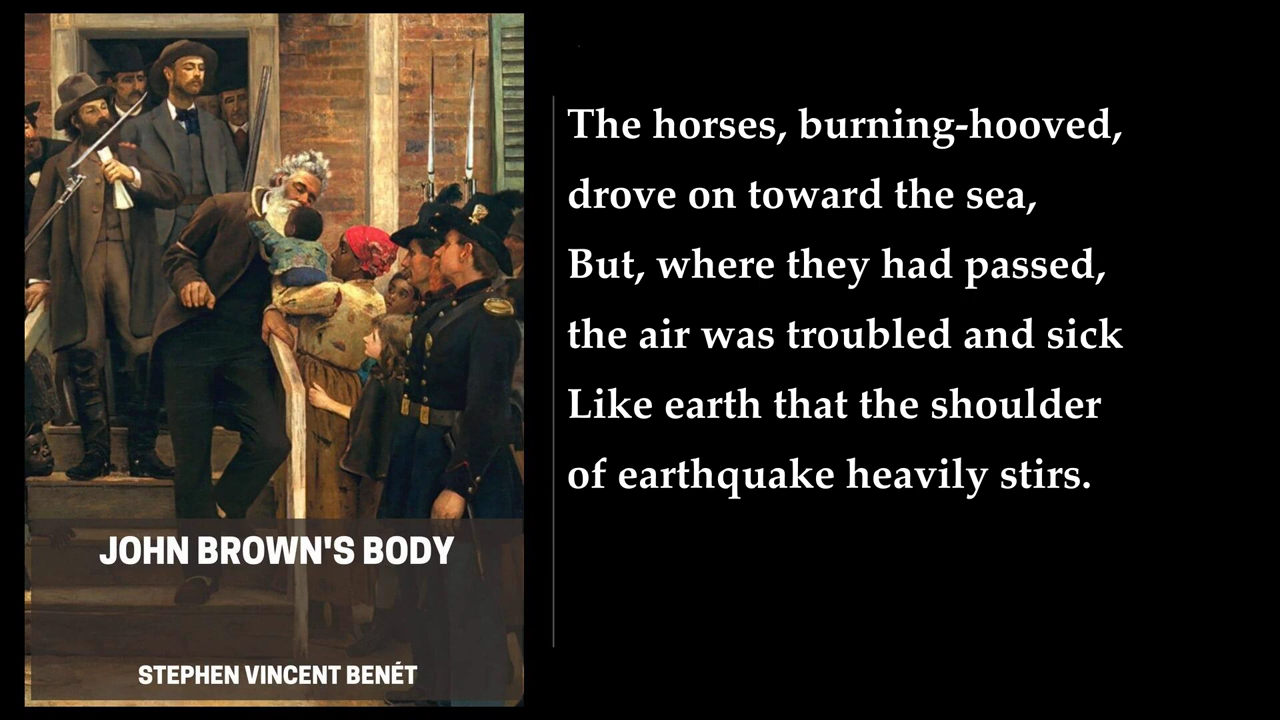 JOHN BROWN'S BODY
STEPHEN VINCENT BENÉT
The horses, burning-hooved,
drove on toward the sea,
But, where they had passed,
the air was troubled and sick
Like earth that the shoulder
of earthquake heavily stirs.